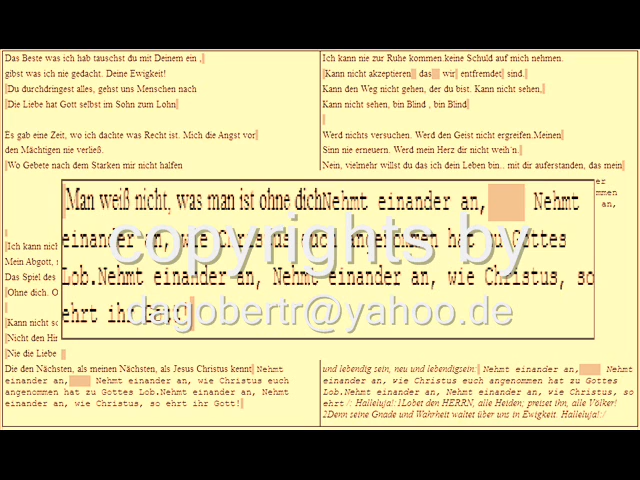 Das Beste was ich hab tauschst du mit Deinem ein ,
gibst was ich nie gedacht. Deine Ewigkeit!
Du durchdringest alles, gehst uns Menschen nach
Die Liebe hat Gott selbst im Sohn zum Lohn
Es gab eine Zeit, wo ich dachte was Recht ist. Mich die Angst vor
den Mächtigen nie verließ.
Wo Gebete nach dem Starken mir nicht halfen
Ich kann nich
Mein Abgott,
Das Spiel des
Ohne dich. O
Kann nicht so
Nicht den Hir
Nie die Liebe
Die den Nächsten, als meinen Nächsten, als Jesus Christus kennt Nehmt
einander an, Nehmt einander an, wie Christus euch
angenommen hat zu Gottes Lob.Nehmt einander an, Nehmt
einander an, wie Christus, so ehrt ihr Gott!
Ich kann nie zur Ruhe kommen.keine Schuld auf mich nehmen.
Kann nicht akzeptieren das wir entfremdet sind.
Kann den Weg nicht gehen, der du bist. Kann nicht sehen,
Kann nicht sehen, bin Blind , bin Blind
Werd nichts versuchen. Werd den Geist nicht ergreifen.Meinen
Sinn nie erneuern. Werd mein Herz dir nicht weih'n.
Nein, vielmehr willst du das ich dein Leben bin.. mit dir auferstanden, das mein
er
mmen
an,
und lebendig sein, neu und lebendigsein: Nehmt einander an, Nehmt
einander an, wie Christus euch angenommen hat zu Gottes
Lob.Nehmt einander an, Nehmt einander an, wie Christus, so
ehrt /: Halleluja!:1Lobet den HERRN, alle Heiden; preiset ihn, alle Völker!
2Denn seine Gnade und Wahrheit waltet über uns in Ewigkeit. Halleluja!:/
Man weiß nicht, was man ist ohne dichNehmt einander an, Nehmt
einander an, wie Christus euch angenommen hat zu Gottes
Lob.Nehmt einander an, Nehmt einander an, wie Christus, so
ehrt ihr Gott!
copyrights by
dagobertr@yahoo.de